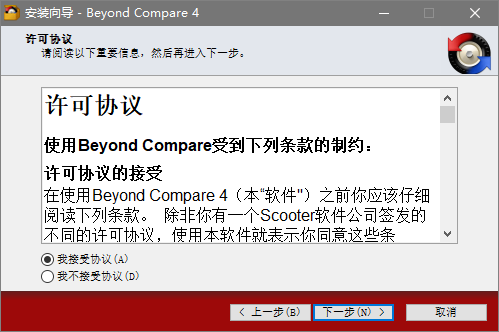 安装向导 - Beyond Compare 4
许可协议
请阅读以下重要信息，然后再进入下一步。
许可协议
使用Beyond Compare受到下列条款的制约：
许可协议的接受
在使用Beyond Compare 4（本“软件"）之前你应该仔细
阅读下列条款。 除非你有一个Scooter软件公司签发的
不同的许可协议，使用本软件就表示你同意这些条
我接受协议(A)
我不接受协议(D)
< 上一步(B)
下一步(N) >
取消